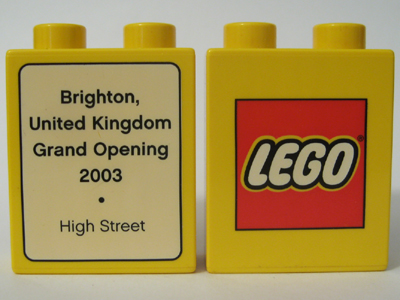 Brighton,
United Kingdom
Grand Opening
2003
•
High Street
LEGO
®